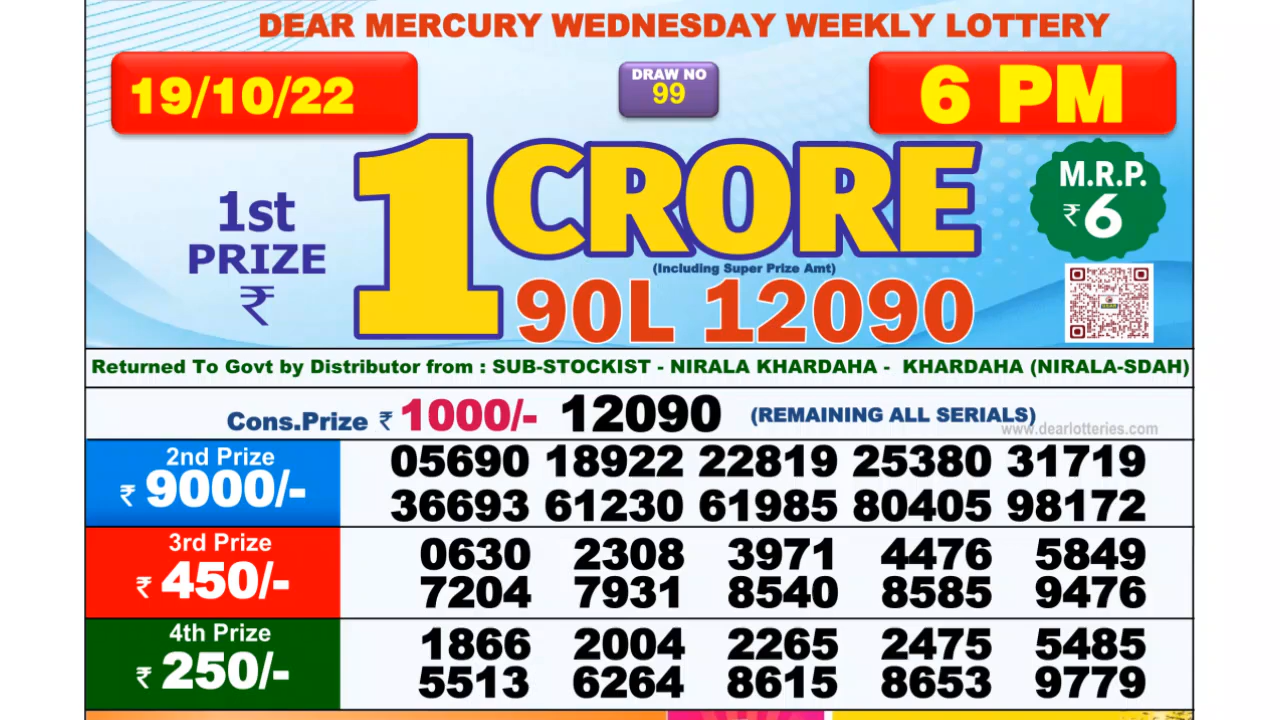 DEAR MERCURY WEDNESDAY WEEKLY LOTTERY
19/10/22
DRAW NO
99
6 PM
1st
PRIZE
₹
1 CRORE
(Including Super Prize Amt)
90L 12090
M.R.P.
₹6
Returned To Govt by Distributor from : SUB-STOCKIST - NIRALA KHARDAHA - KHARDAHA (NIRALA-SDAH)
Cons.Prize ₹ 1000/- 12090 (REMAINING ALL SERIALS)
www.dearlotteries.com
2nd Prize
₹ 9000/-
05690 18922 22819 25380 31719
36693 61230 61985 80405 98172
3rd Prize
₹ 450/-
0630 2308 3971 4476 5849
7204 7931 8540 8585 9476
4th Prize
₹ 250/-
1866 2004 2265 2475 5485
5513 6264 8615 8653 9779